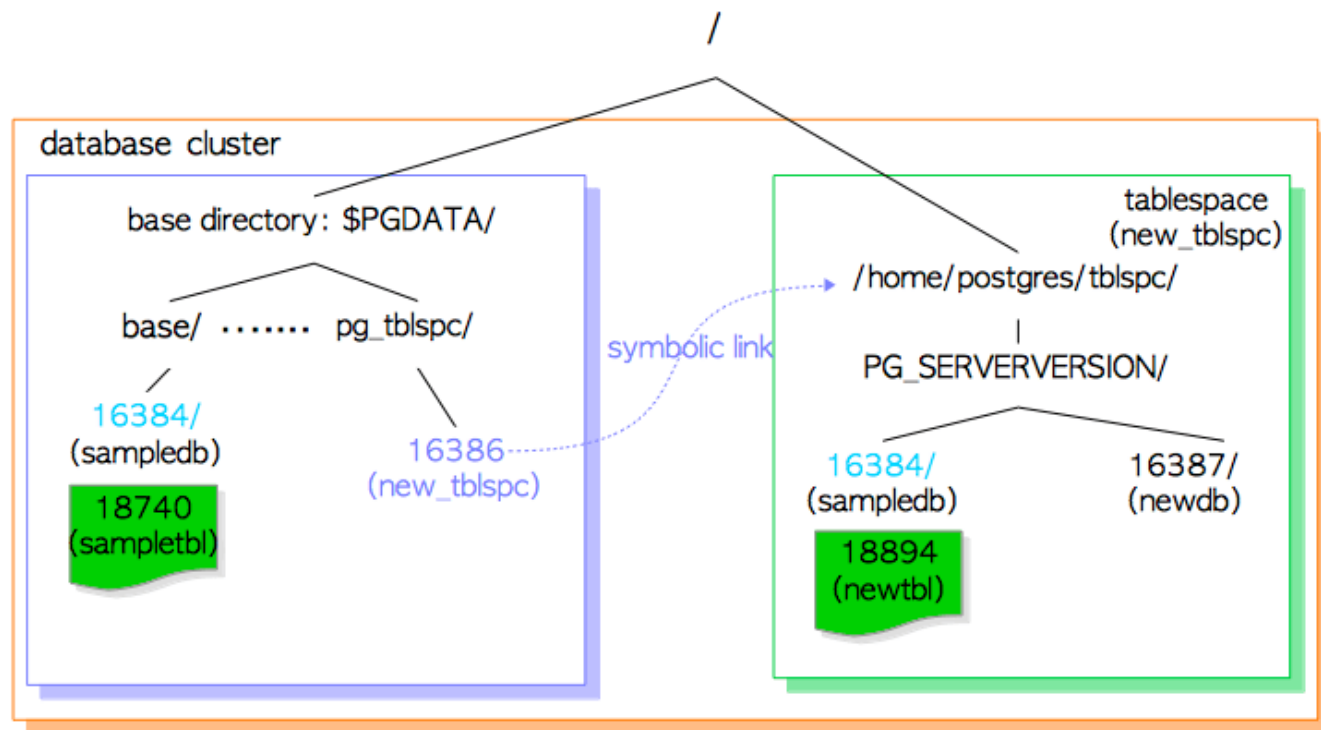 /
database cluster
base directory: $PGDATA/
base/ ....... pg_tblspc/
16384/
(sampledb)
18740
(sampletbl)
16386
(new_tblspc)
symbolic link
tablespace
(new_tblspc)
/home/postgres/tblspc/
PG_SERVERVERSION/
16384/
(sampledb)
18894
(newtbl)
16387/
(newdb)